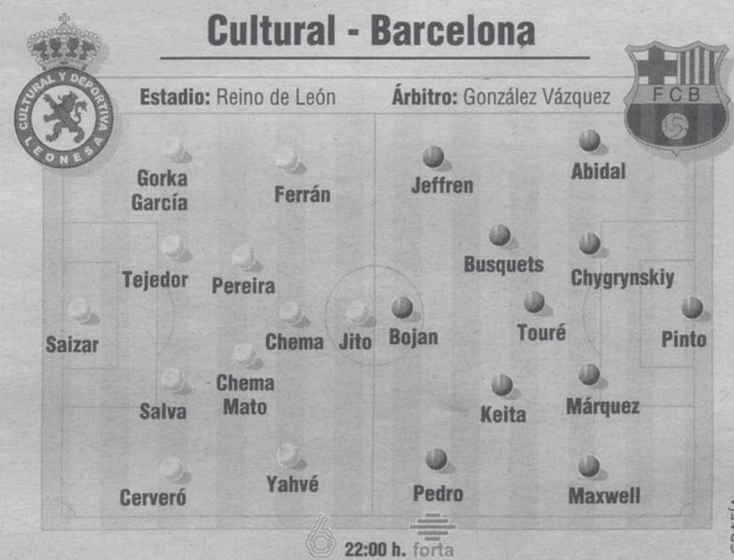 Cultural - Barcelona
CULTURAL Y DEPORTIVA
LEONESA
FCB
Estadio: Reino de León
Árbitro: González Vázquez
Gorka
García
Ferrán
Jeffren
Abidal
Tejedor
Pereira
Busquets
Chygrynskiy
Saizar
Chema
Jito
Bojan
Touré
Pinto
Salva
Chema
Mato
Keita
Márquez
Cerveró
Yahvé
Pedro
Maxwell
6
22:00 h. forta
GRAFÍA